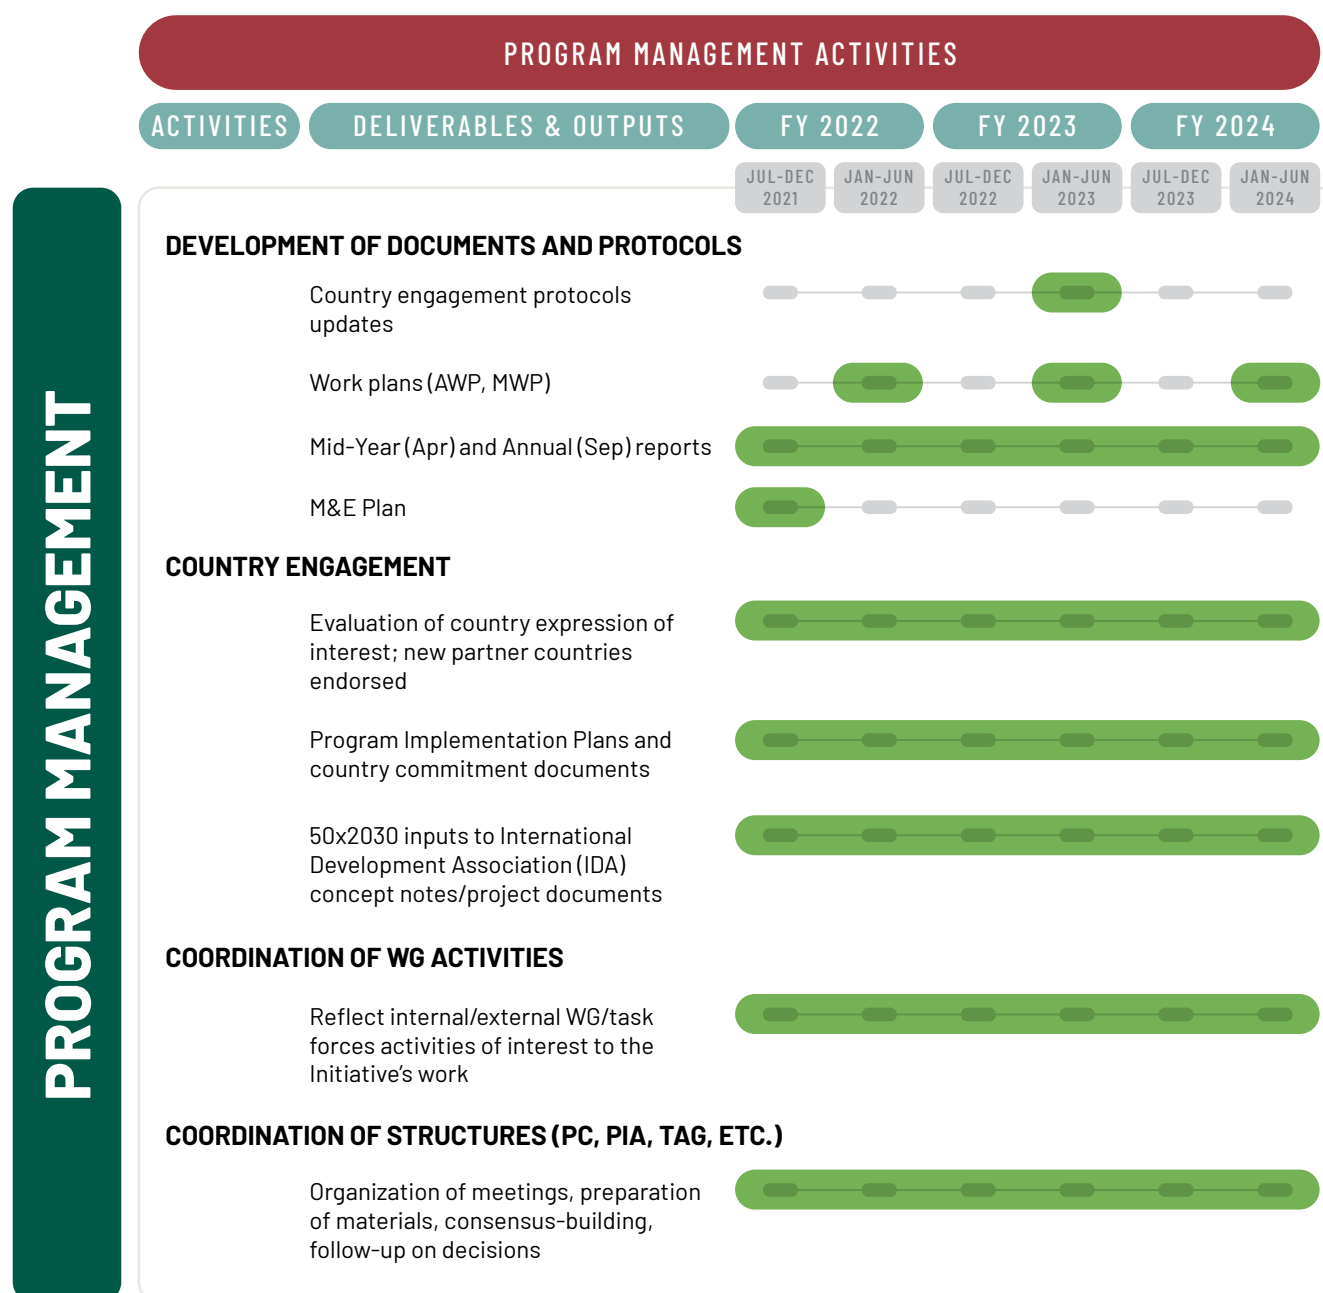 PROGRAM MANAGEMENT ACTIVITIES
ACTIVITIES
DELIVERABLES & OUTPUTS
FY 2022
FY 2023
FY 2024
JUL-DEC
2021
JAN-JUN
2022
JUL-DEC
2022
JAN-JUN
2023
JUL-DEC
2023
JAN-JUN
2024
PROGRAM MANAGEMENT
DEVELOPMENT OF DOCUMENTS AND PROTOCOLS
Country engagement protocols
updates
Work plans (AWP, MWP)
Mid-Year (Apr) and Annual (Sep) reports
M&E Plan
COUNTRY ENGAGEMENT
Evaluation of country expression of
interest; new partner countries
endorsed
Program Implementation Plans and
country commitment documents
50x2030 inputs to International
Development Association (IDA)
concept notes/project documents
COORDINATION OF WG ACTIVITIES
Reflect internal/external WG/task
forces activities of interest to the
Initiative’s work
COORDINATION OF STRUCTURES (PC, PIA, TAG, ETC.)
Organization of meetings, preparation
of materials, consensus-building,
follow-up on decisions